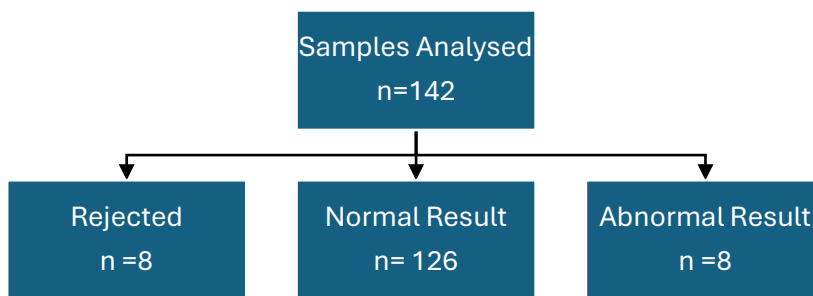 Samples Analysed
n=142
Rejected
n =8
Normal Result
n= 126
Abnormal Result
n =8